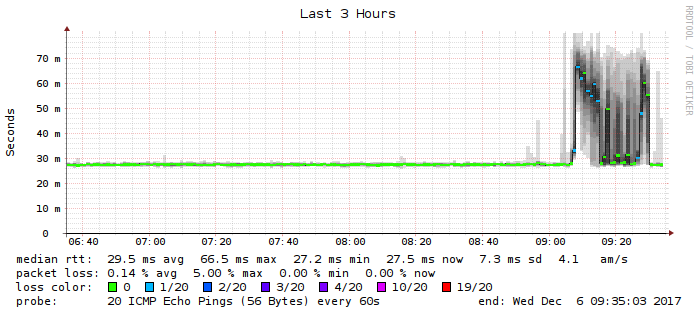 Last 3 Hours
RRDTOOL / TOBI OETIKER
Seconds
70 m
60 m
50 m
40 m
30 m
20 m
10 m
0
06:40 07:00 07:20 07:40 08:00 08:20 08:40 09:00 09:20
median rtt: 29.5 ms avg 66.5 ms max 27.2 ms min 27.5 ms now 7.3 ms sd 4.1 am/s
packet loss: 0.14 % avg 5.00 % max 0.00 % min 0.00 % now
loss color: 0 1/20 2/20 3/20 4/20 10/20 19/20
probe: 20 ICMP Echo Pings (56 Bytes) every 60s end: Wed Dec 6 09:35:03 2017